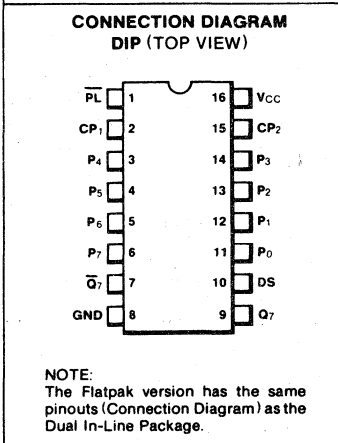 CONNECTION DIAGRAM
DIP (TOP VIEW)
P̅L̅ 1 16 VCC
CP1 2 15 CP2
P4 3 14 P3
P5 4 13 P2
P6 5 12 P1
P7 6 11 P0
Q̅7 7 10 DS
GND 8 9 Q7
NOTE:
The Flatpak version has the same
pinouts (Connection Diagram) as the
Dual In-Line Package.